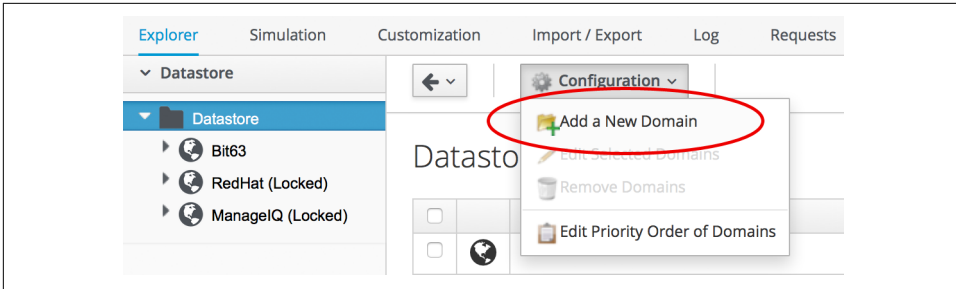 Explorer Simulation Customization Import / Export Log Requests
Datastore
Configuration
Datastore
Add a New Domain
Bit63
Datasto
Edit Selected Domains
RedHat (Locked)
Remove Domains
ManageIQ (Locked)
Edit Priority Order of Domains